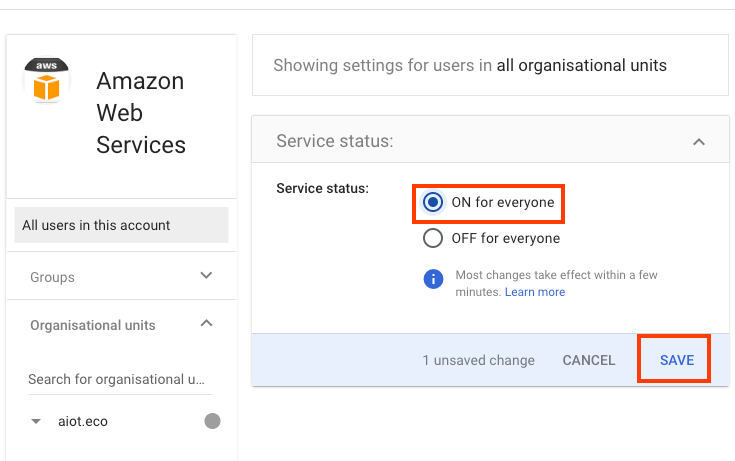 aws
Amazon
Web
Services
All users in this account
Groups
Organisational units
Search for organisational u...
aiot.eco
Showing settings for users in all organisational units
Service status:
Service status:
ON for everyone
OFF for everyone
Most changes take effect within a few
minutes. Learn more
1 unsaved change CANCEL SAVE